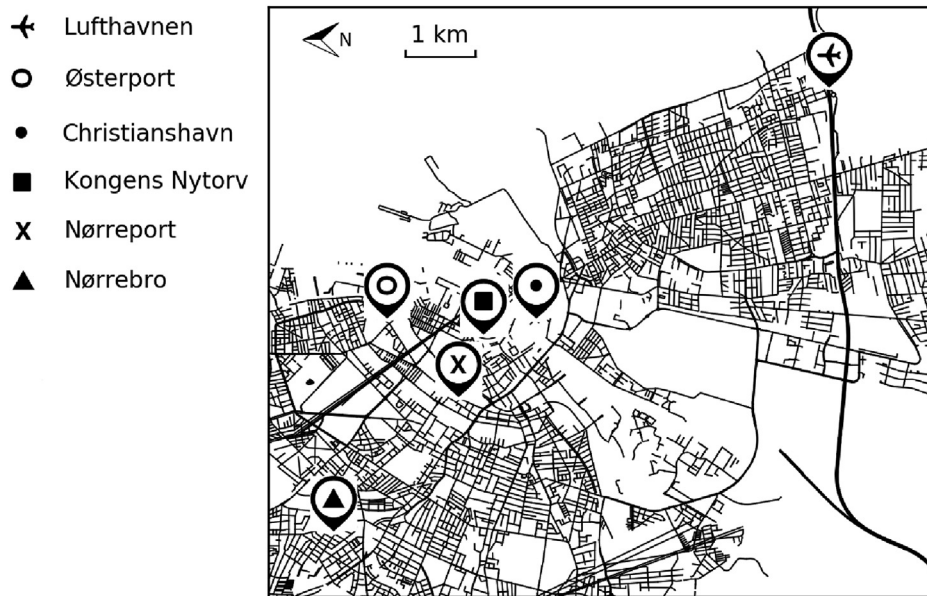 Lufthavnen
Østerport
Christianshavn
Kongens Nytorv
Nørreport
Nørrebro
N
1 km